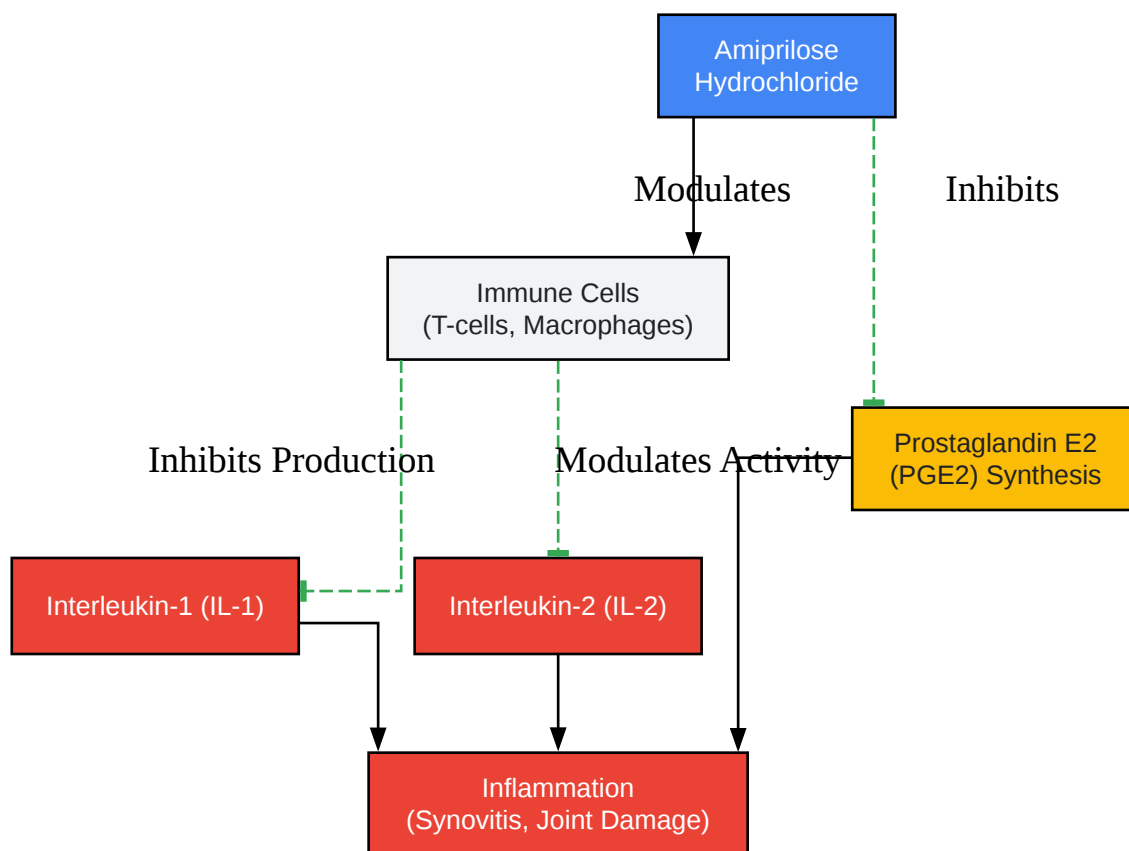 Amiprilose
Hydrochloride
Modulates
Inhibits
Immune Cells
(T-cells, Macrophages)
Inhibits Production
Modulates Activity
Prostaglandin E2
(PGE2) Synthesis
Interleukin-1 (IL-1)
Interleukin-2 (IL-2)
Inflammation
(Synovitis, Joint Damage)